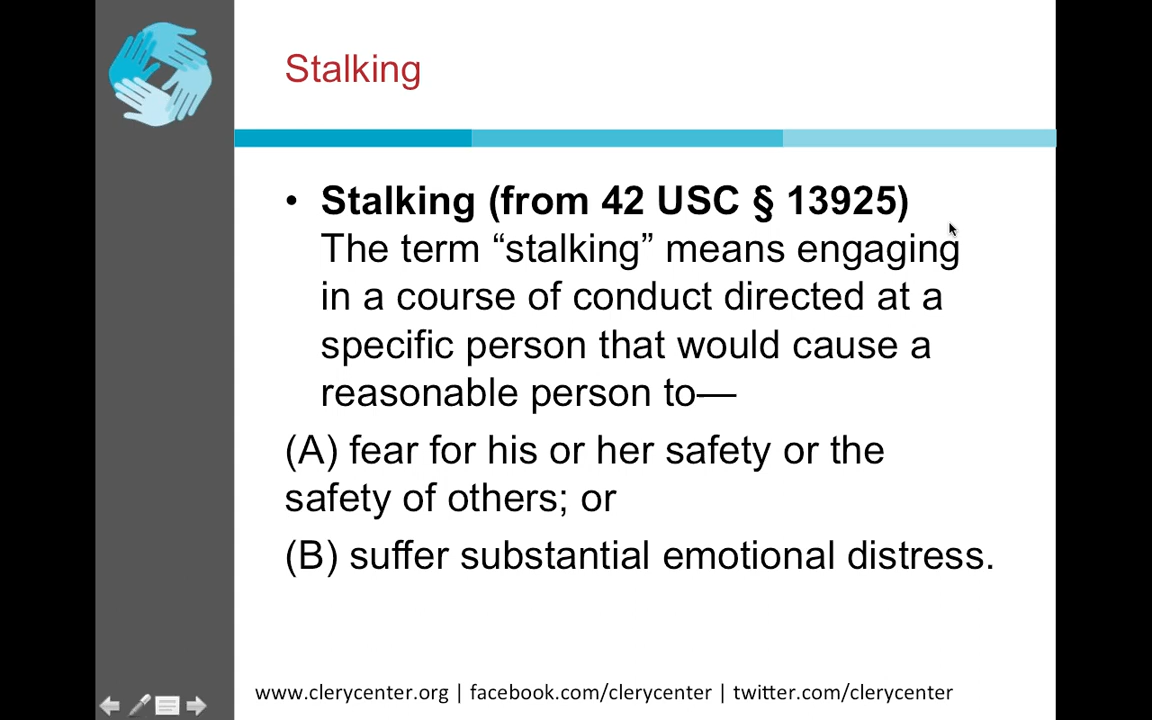 Stalking
• Stalking (from 42 USC § 13925)
The term “stalking” means engaging
in a course of conduct directed at a
specific person that would cause a
reasonable person to—
(A) fear for his or her safety or the
safety of others; or
(B) suffer substantial emotional distress.
www.clerycenter.org | facebook.com/clerycenter | twitter.com/clerycenter